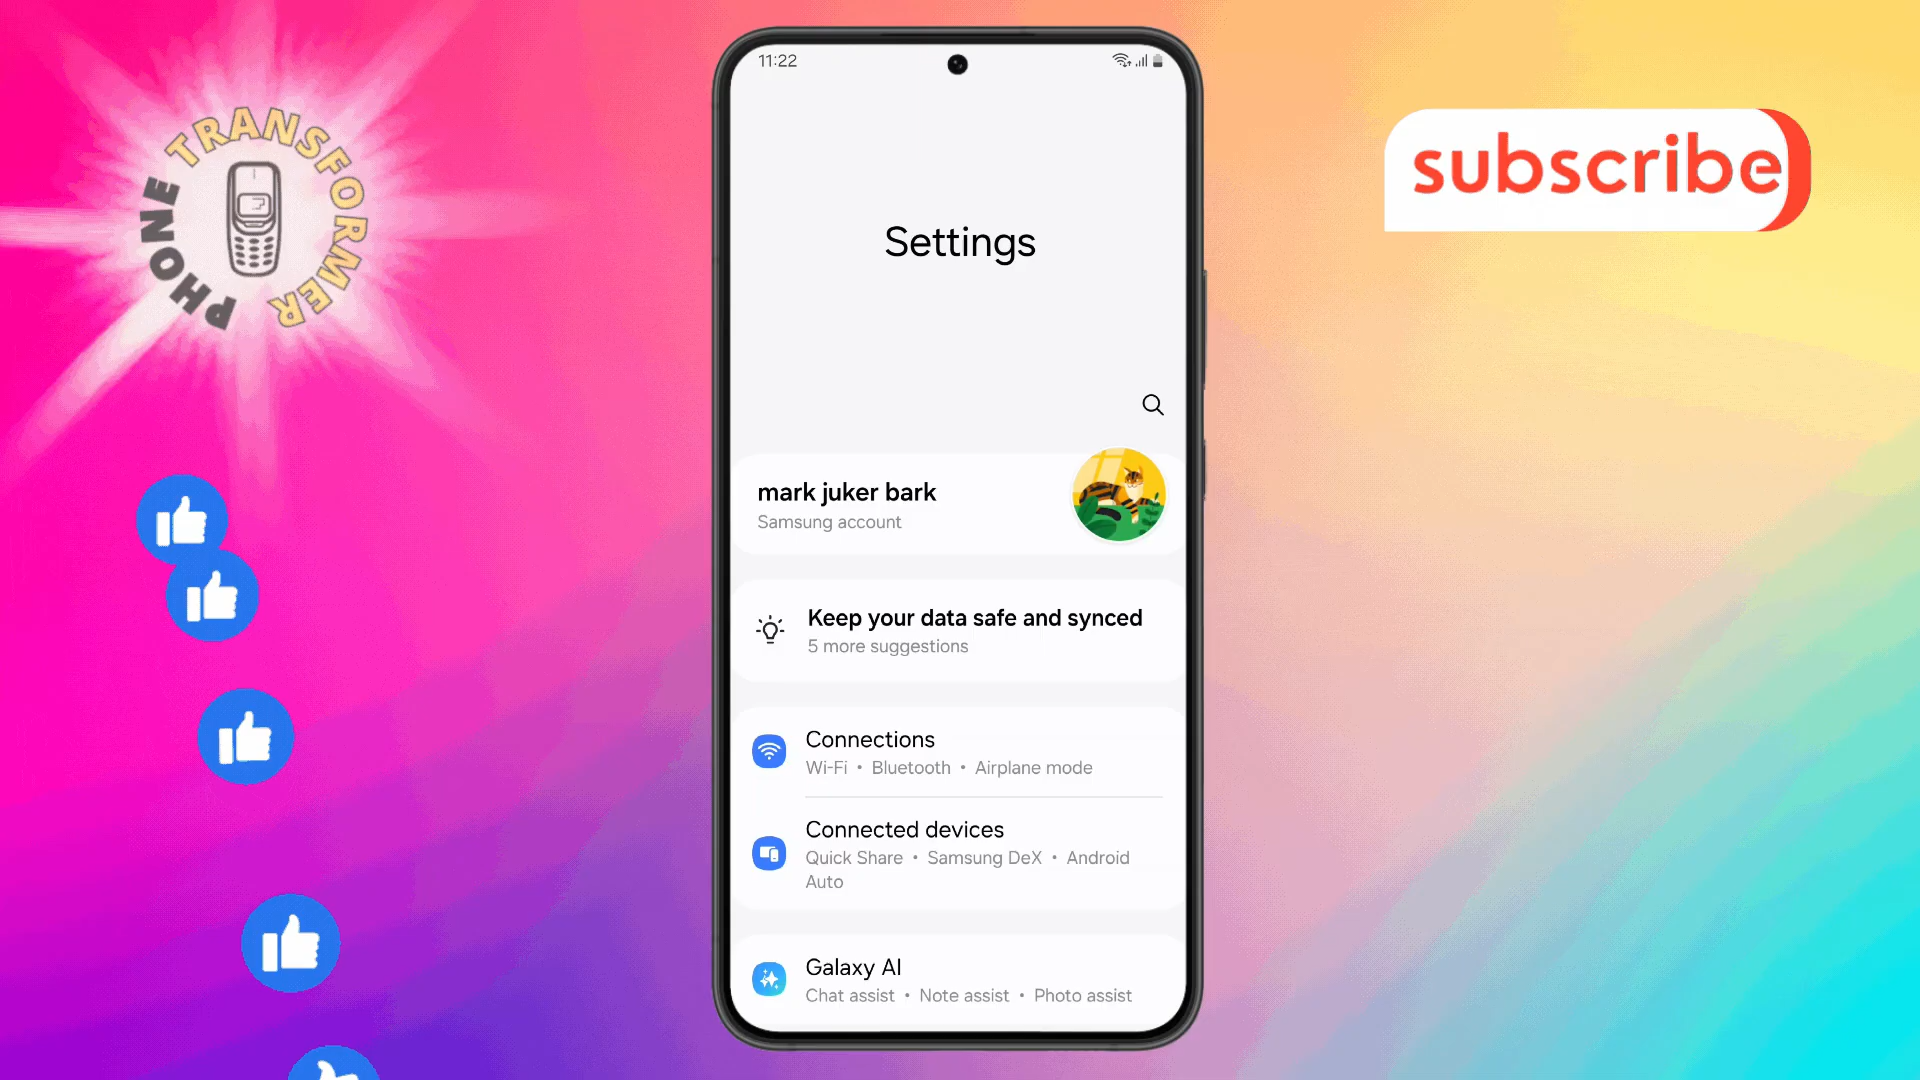 PHONE TRANSFORMER
subscribe
11:22
Settings
mark juker bark
Samsung account
Keep your data safe and synced
5 more suggestions
Connections
Wi-Fi • Bluetooth • Airplane mode
Connected devices
Quick Share • Samsung DeX • Android
Auto
Galaxy AI
Chat assist • Note assist • Photo assist